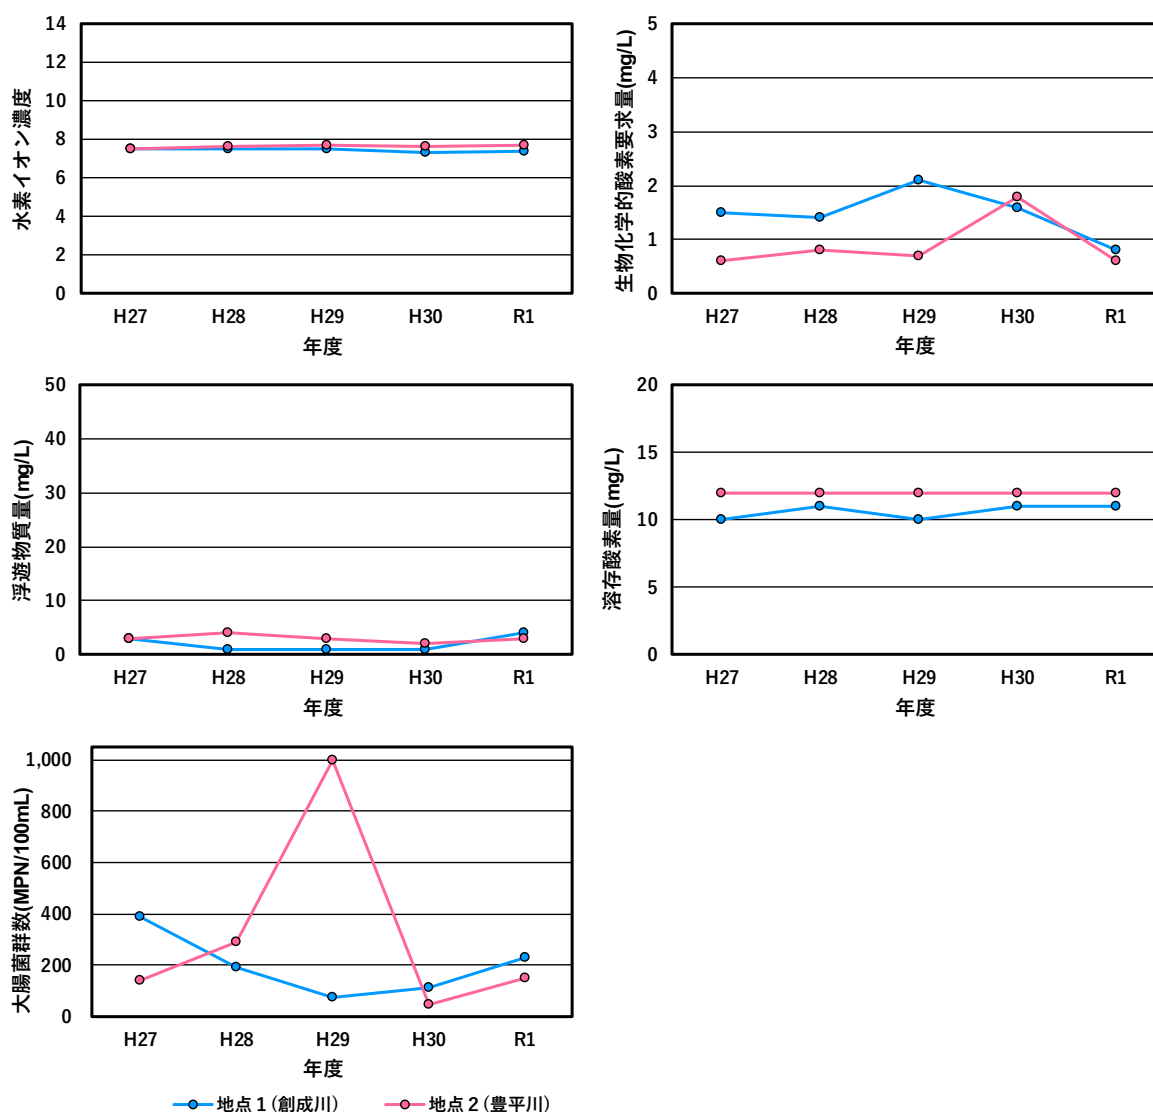 水素イオン濃度
14
12
10
8
6
4
2
0
H27 H28 H29 H30 R1
年度
生物化学的酸素要求量(mg/L)
5
4
3
2
1
0
H27 H28 H29 H30 R1
年度
浮遊物質量(mg/L)
50
40
30
20
10
0
H27 H28 H29 H30 R1
年度
溶存酸素量(mg/L)
20
15
10
5
0
H27 H28 H29 H30 R1
年度
大腸菌群数(MPN/100mL)
1,000
800
600
400
200
0
H27 H28 H29 H30 R1
年度
地点1(創成川) 地点2(豊平川)